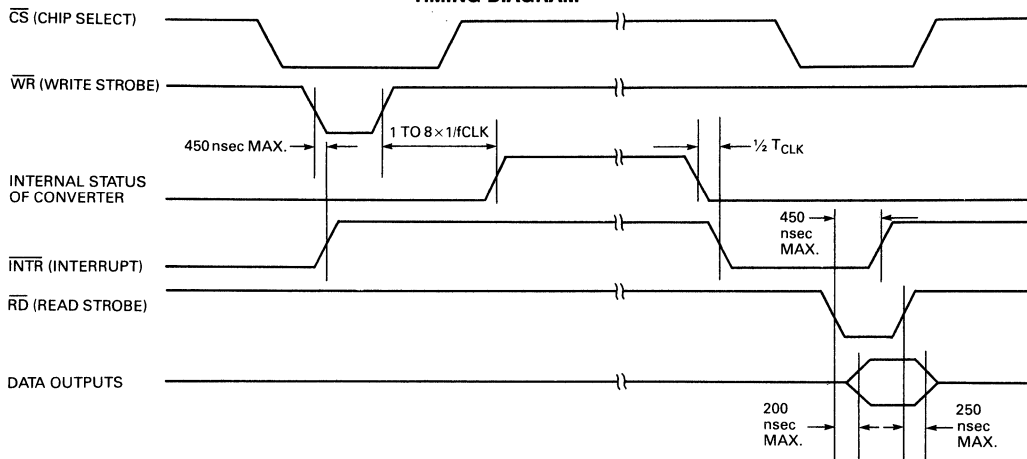 TIMING DIAGRAM
CS (CHIP SELECT)
WR (WRITE STROBE)
450 nsec MAX.
1 TO 8 × 1/fCLK
½ TCLK
INTERNAL STATUS
OF CONVERTER
450
nsec
MAX.
INTR (INTERRUPT)
RD (READ STROBE)
DATA OUTPUTS
200
nsec
MAX.
250
nsec
MAX.